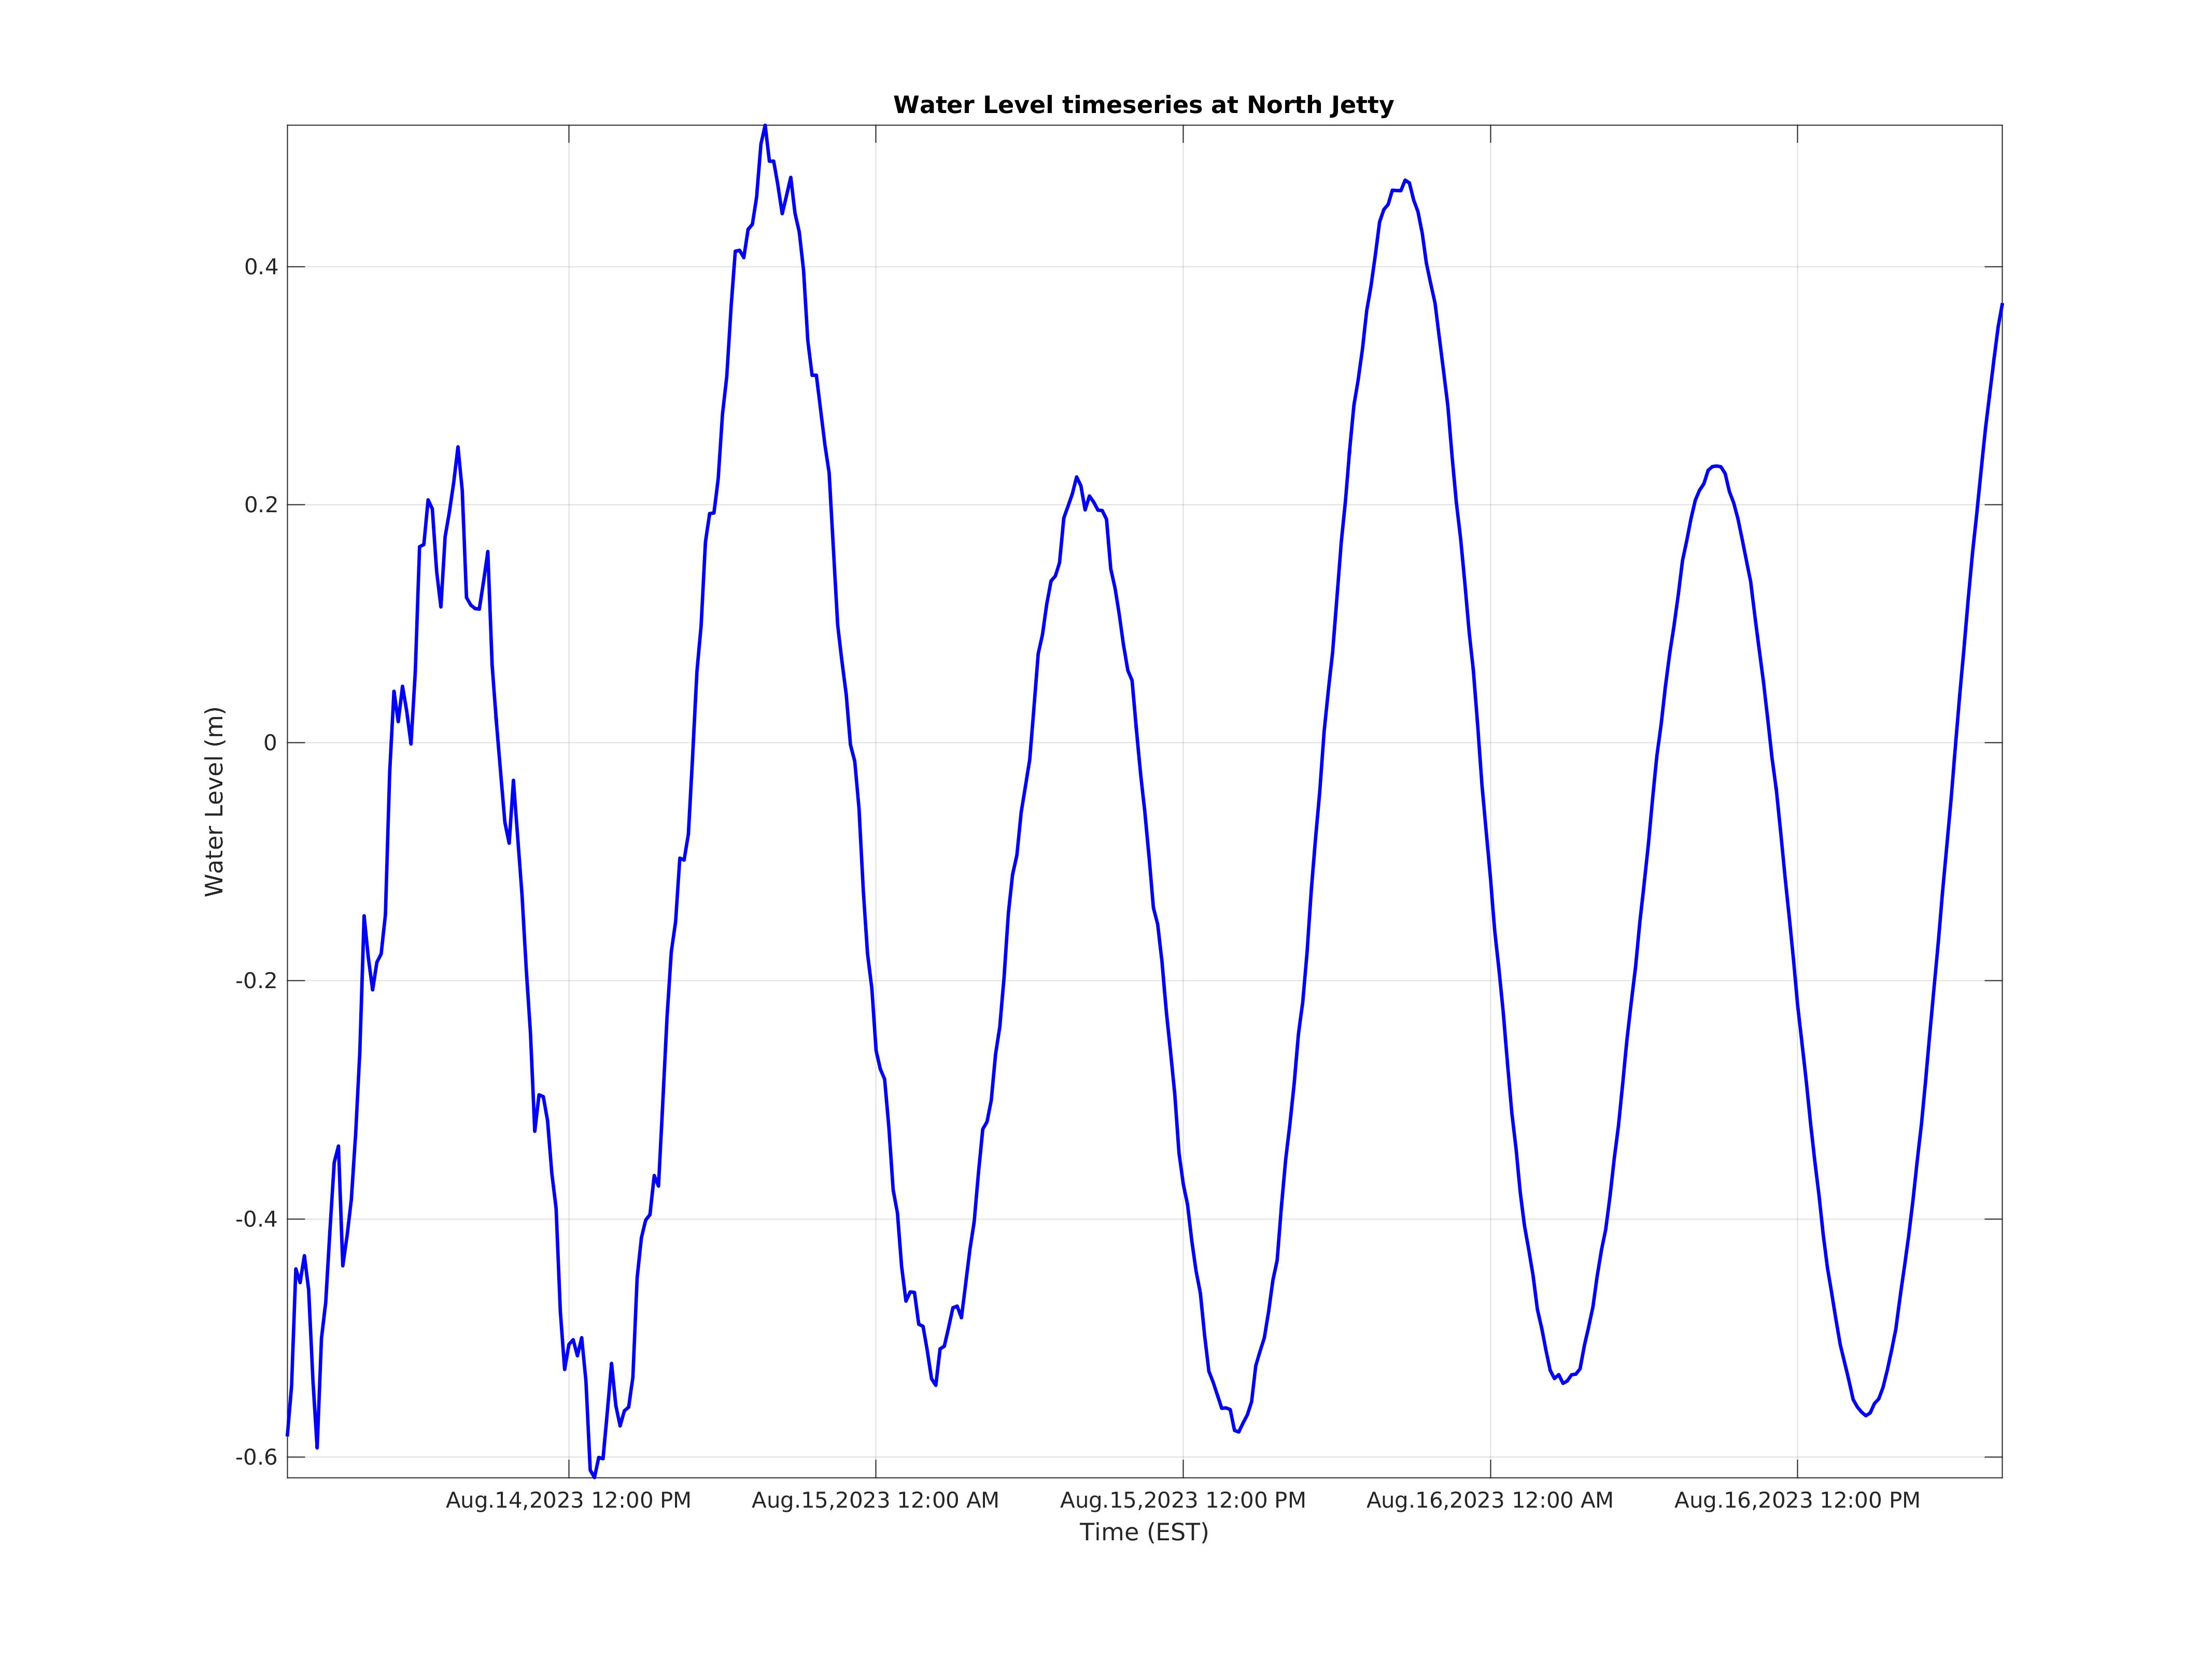 Water Level timeseries at North Jetty
0.4
0.2
0
-0.2
-0.4
-0.6
Water Level (m)
Aug.14,2023 12:00 PM
Aug.15,2023 12:00 AM
Aug.15,2023 12:00 PM
Aug.16,2023 12:00 AM
Aug.16,2023 12:00 PM
Time (EST)